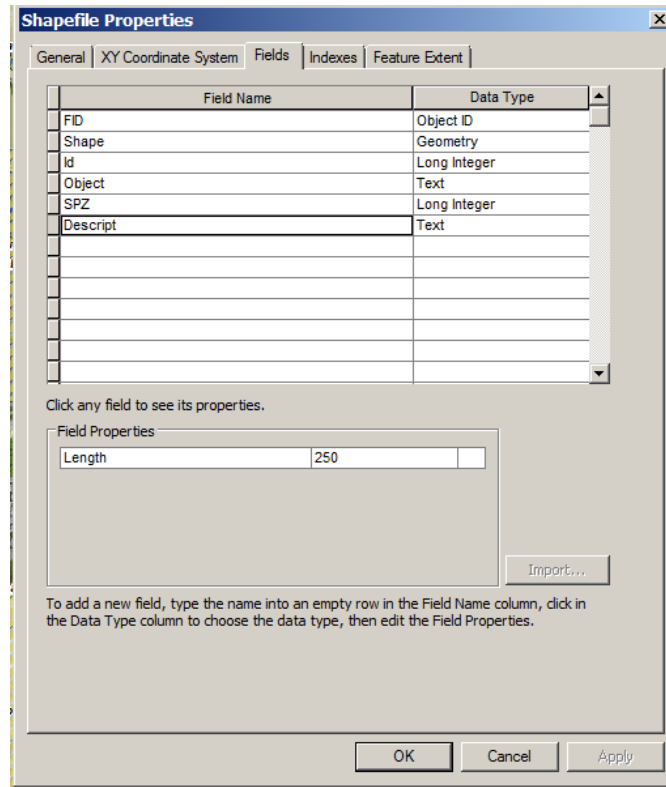 Shapefile Properties
General XY Coordinate System Fields Indexes Feature Extent
Field Name Data Type
FID Object ID
Shape Geometry
Id Long Integer
Object Text
SPZ Long Integer
Descript Text
Click any field to see its properties.
Field Properties
Length 250
Import...
To add a new field, type the name into an empty row in the Field Name column, click in
the Data Type column to choose the data type, then edit the Field Properties.
OK Cancel Apply